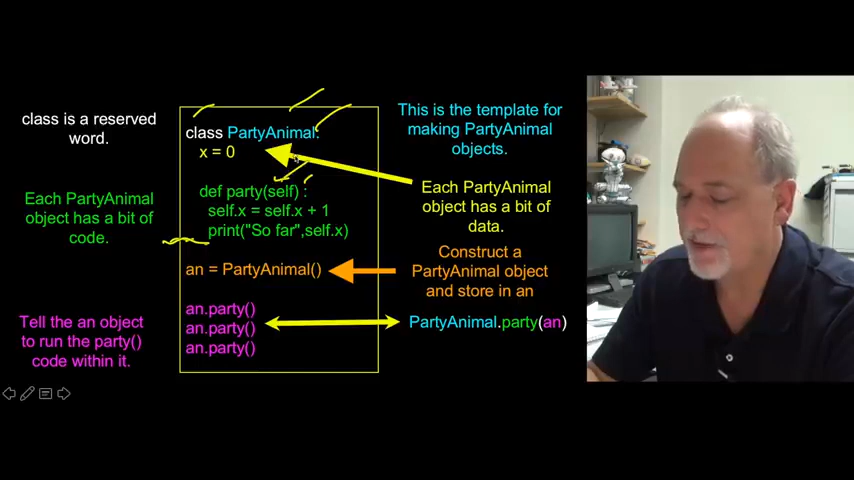 class is a reserved
word.
Each PartyAnimal
object has a bit of
code.
Tell the an object
to run the party()
code within it.
class PartyAnimal:
x = 0
def party(self) :
self.x = self.x + 1
print("So far",self.x)
an = PartyAnimal()
an.party()
an.party()
an.party()
This is the template for
making PartyAnimal
objects.
Each PartyAnimal
object has a bit of
data.
Construct a
PartyAnimal object
and store in an
PartyAnimal.party(an)